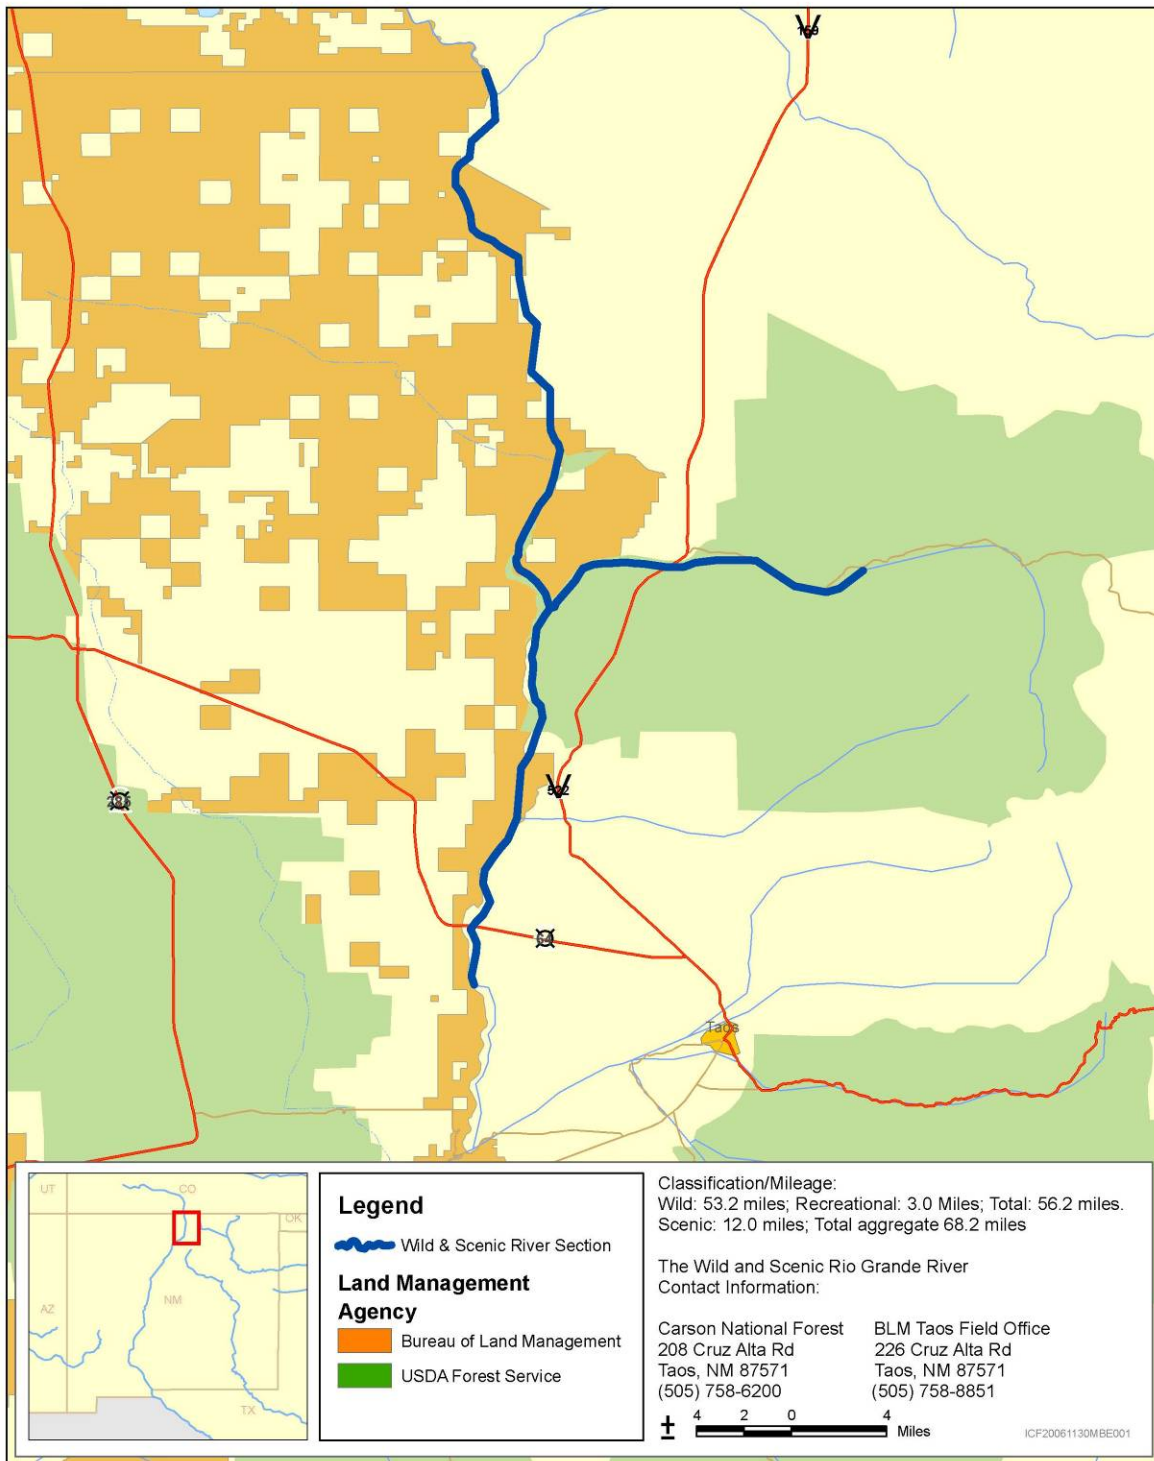 159
522
64
Taos
UT
CO
OK
AZ
NM
TX
Legend
Wild & Scenic River Section
Land Management
Agency
Bureau of Land Management
USDA Forest Service
Classification/Mileage:
Wild: 53.2 miles; Recreational: 3.0 Miles; Total: 56.2 miles.
Scenic: 12.0 miles; Total aggregate 68.2 miles
The Wild and Scenic Rio Grande River
Contact Information:
Carson National Forest
208 Cruz Alta Rd
Taos, NM 87571
(505) 758-6200
BLM Taos Field Office
226 Cruz Alta Rd
Taos, NM 87571
(505) 758-8851
4 2 0 4
Miles
ICF20061130MBE001